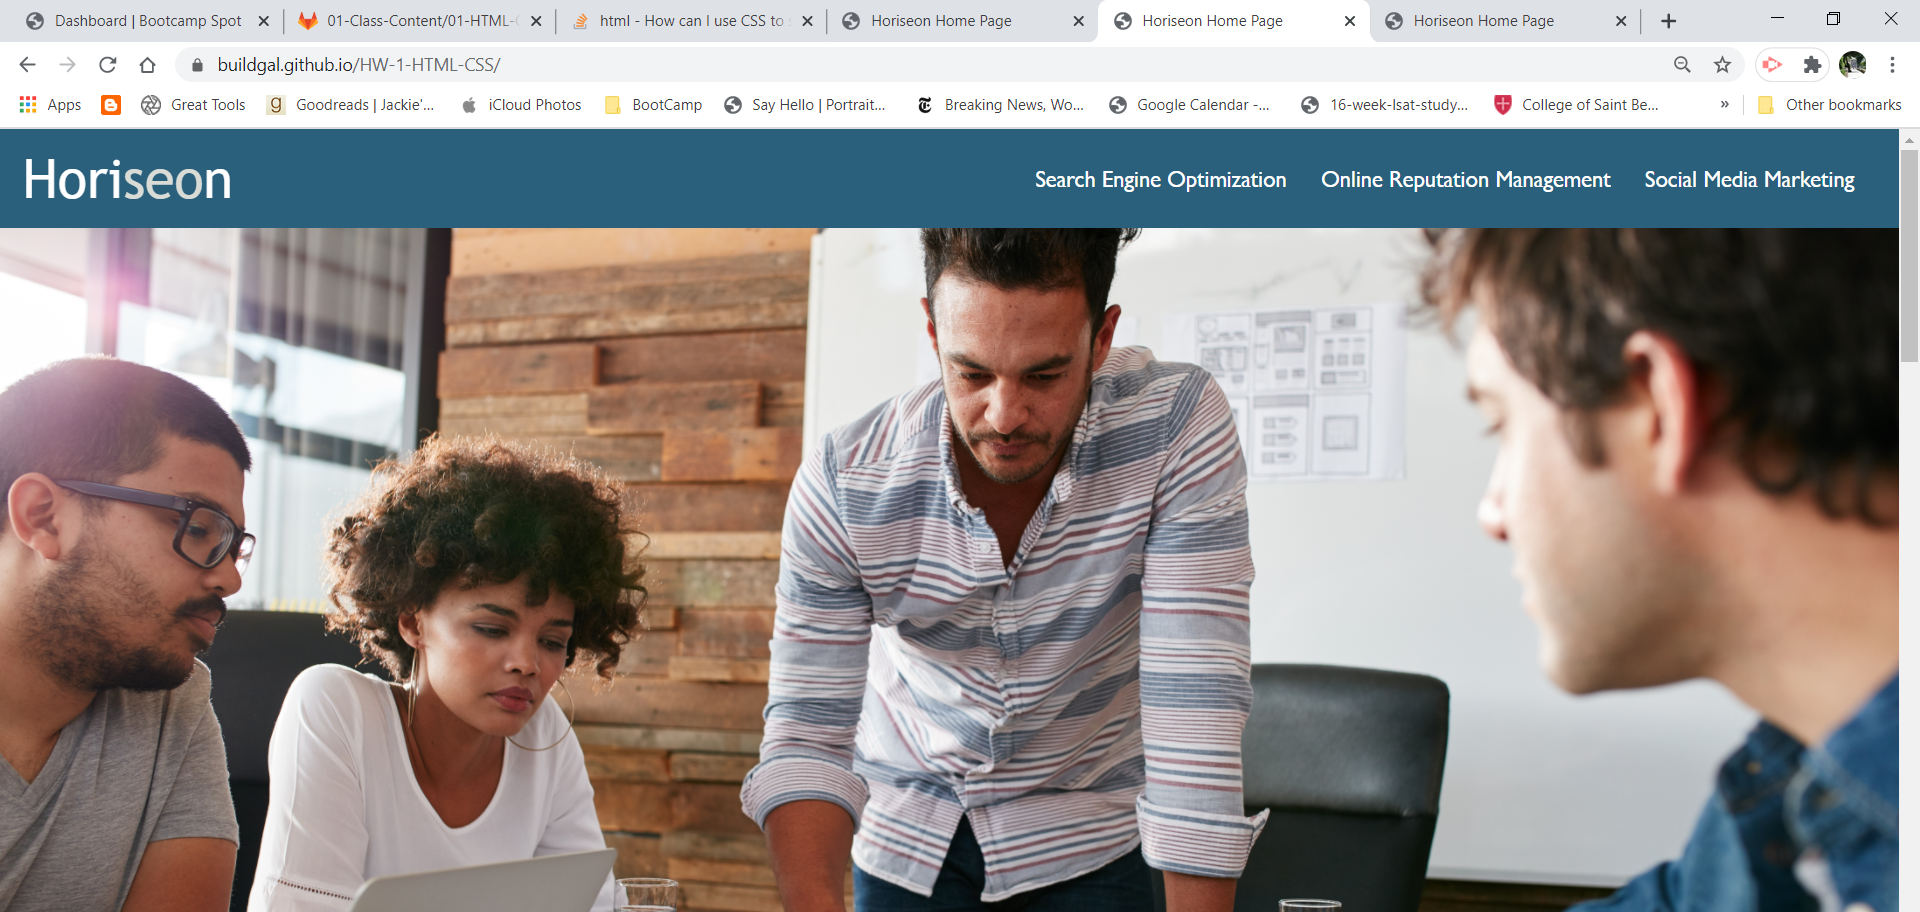 Dashboard | Bootcamp Spot 01-Class-Content/01-HTML- html - How can I use CSS to Horiseon Home Page Horiseon Home Page Horiseon Home Page
buildgal.github.io/HW-1-HTML-CSS/
Apps Great Tools Goodreads | Jackie'... iCloud Photos BootCamp Say Hello | Portrait... Breaking News, Wo... Google Calendar -... 16-week-lsat-study... College of Saint Be... » Other bookmarks
Horiseon Search Engine Optimization Online Reputation Management Social Media Marketing